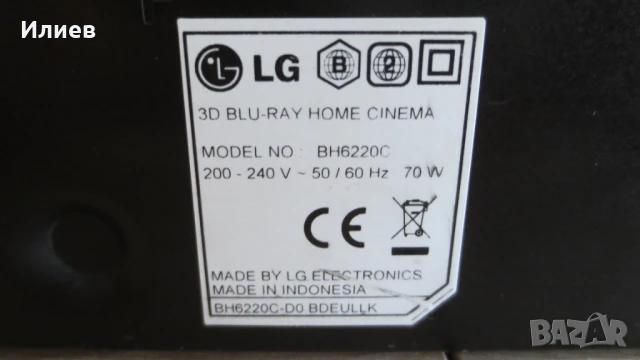 Илиев
LG B 2
3D BLU-RAY HOME CINEMA
MODEL NO : BH6220C
200 - 240 V ~ 50 / 60 Hz 70 W
CE
MADE BY LG ELECTRONICS
MADE IN INDONESIA
BH6220C-D0 BDEULLK
BAZAR